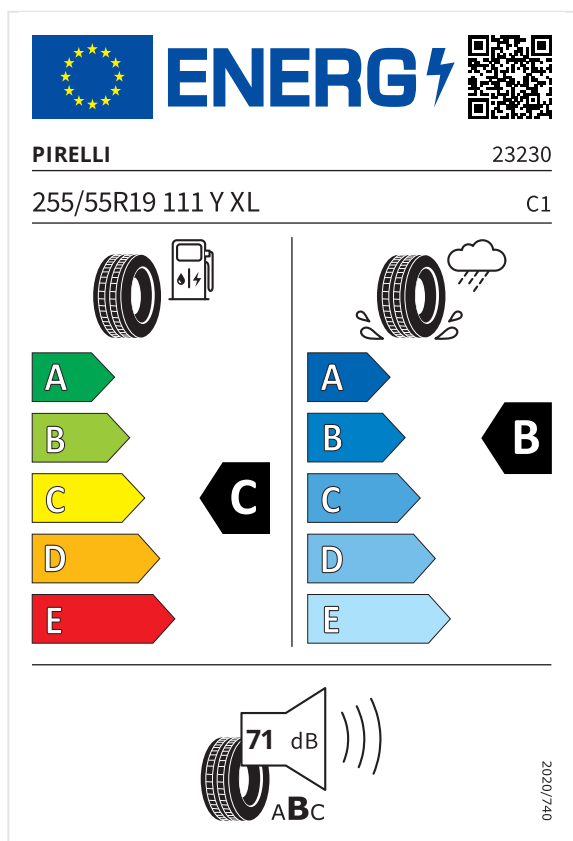 ENERG
PIRELLI 23230
255/55R19 111 Y XL C1
A A
B B B
C C C
D D
E E
71 dB
ABC
2020/740